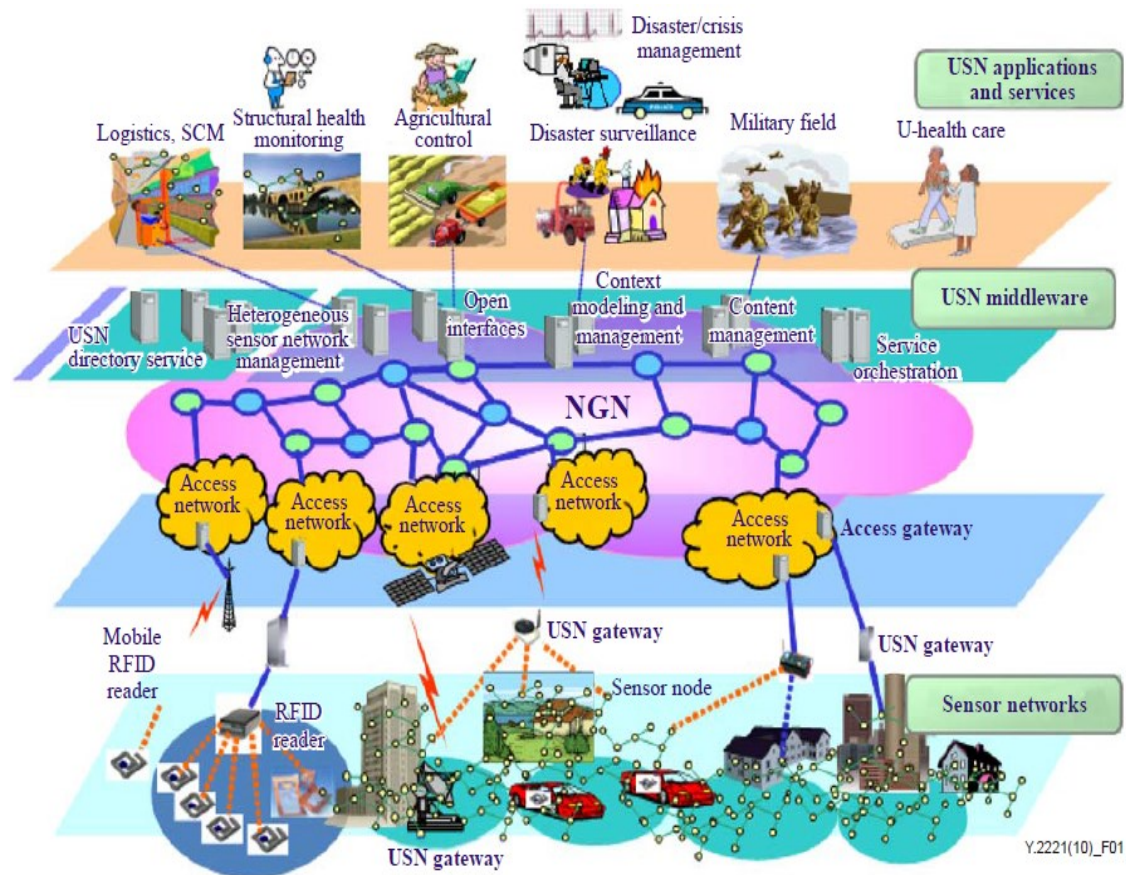 Disaster/crisis
management
USN applications
and services
Structural health
monitoring
Agricultural
control
Logistics, SCM
Disaster surveillance
Military field
U-health care
USN middleware
USN
directory service
Heterogeneous
sensor network
management
Open
interfaces
Context
modeling and
management
Content
management
Service
orchestration
NGN
Access
network
Access
network
Access
network
Access
network
Access
network
Access gateway
Mobile
RFID
reader
USN gateway
USN gateway
RFID
reader
Sensor node
Sensor networks
USN gateway
Y.2221(10)_F01